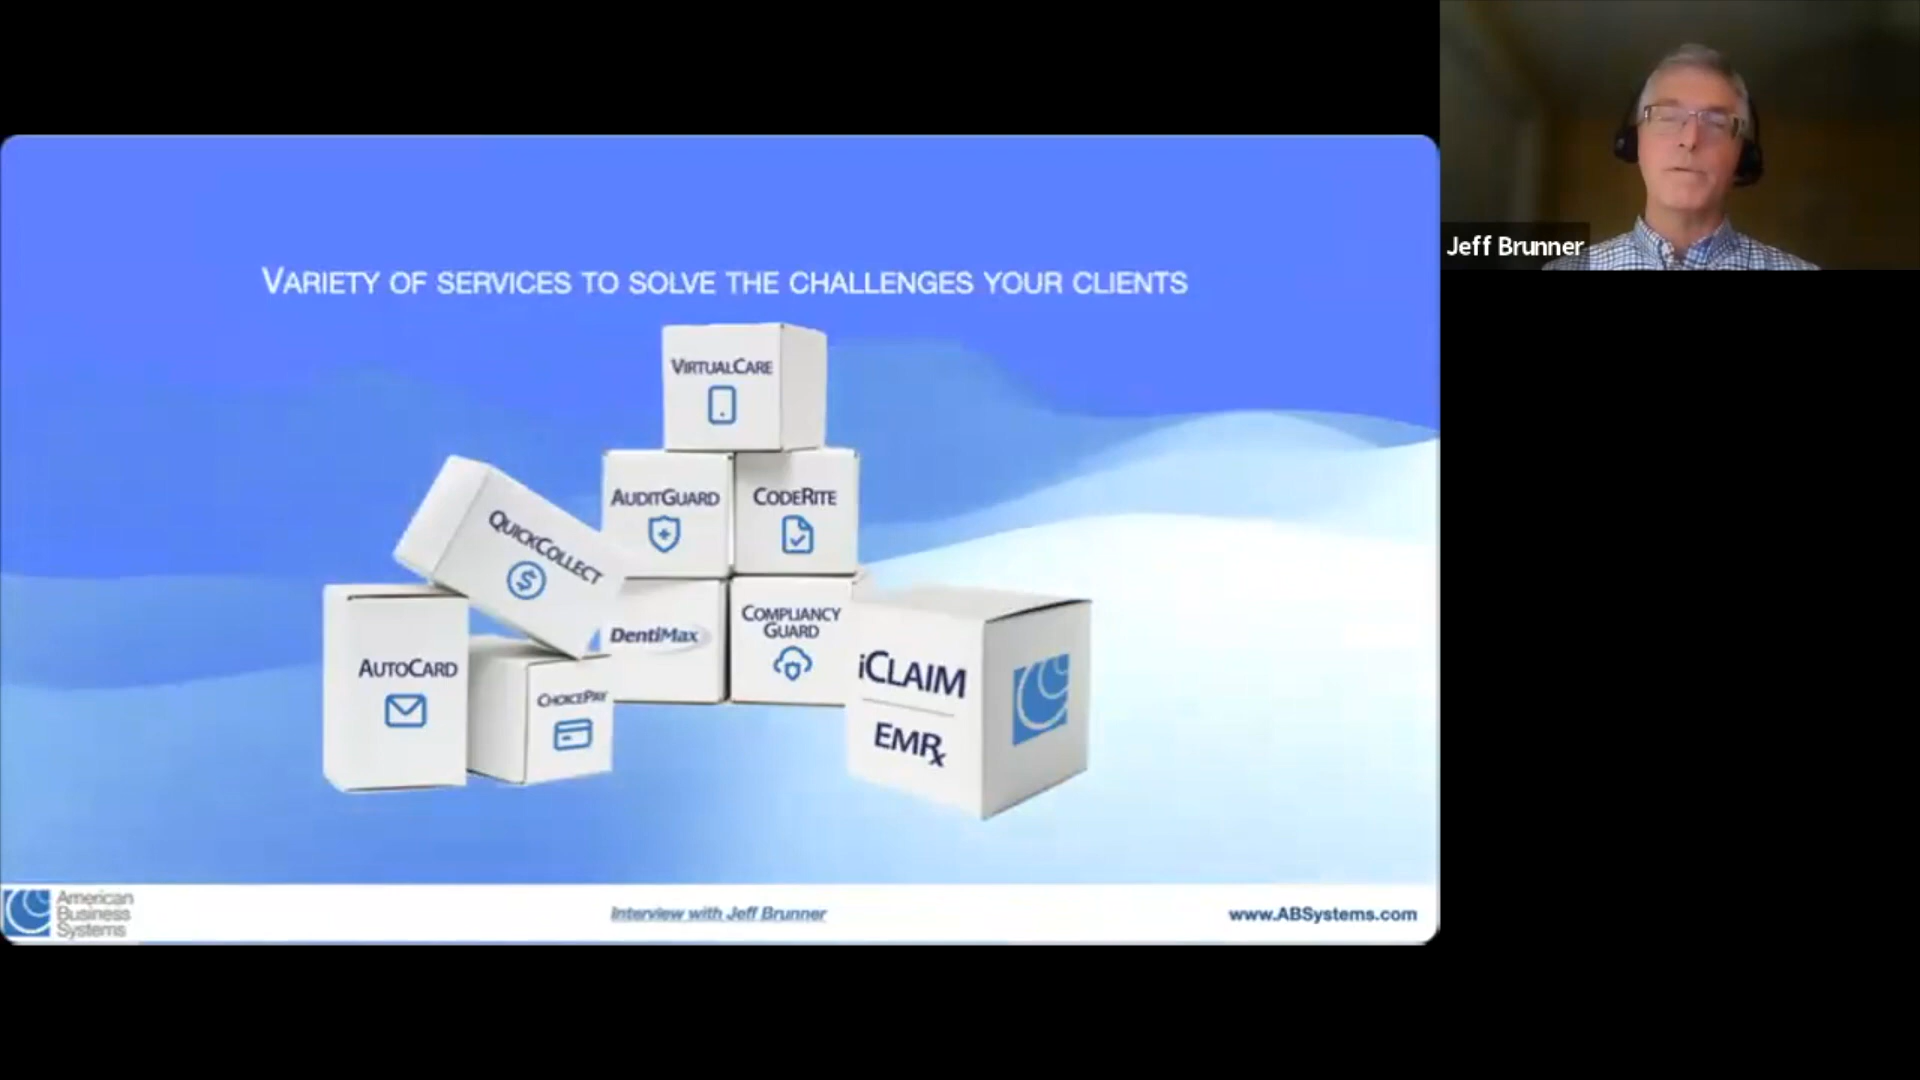 Jeff Brunner
VARIETY OF SERVICES TO SOLVE THE CHALLENGES YOUR CLIENTS
VIRTUALCARE
AUDITGUARD
CODERITE
QUICKCOLLECT
$
DentiMax
COMPLIANCY
GUARD
AUTOCARD
CHOICEPAY
iCLAIM
EMRx
American
Business
Systems
Interview with Jeff Brunner
www.ABSystems.com